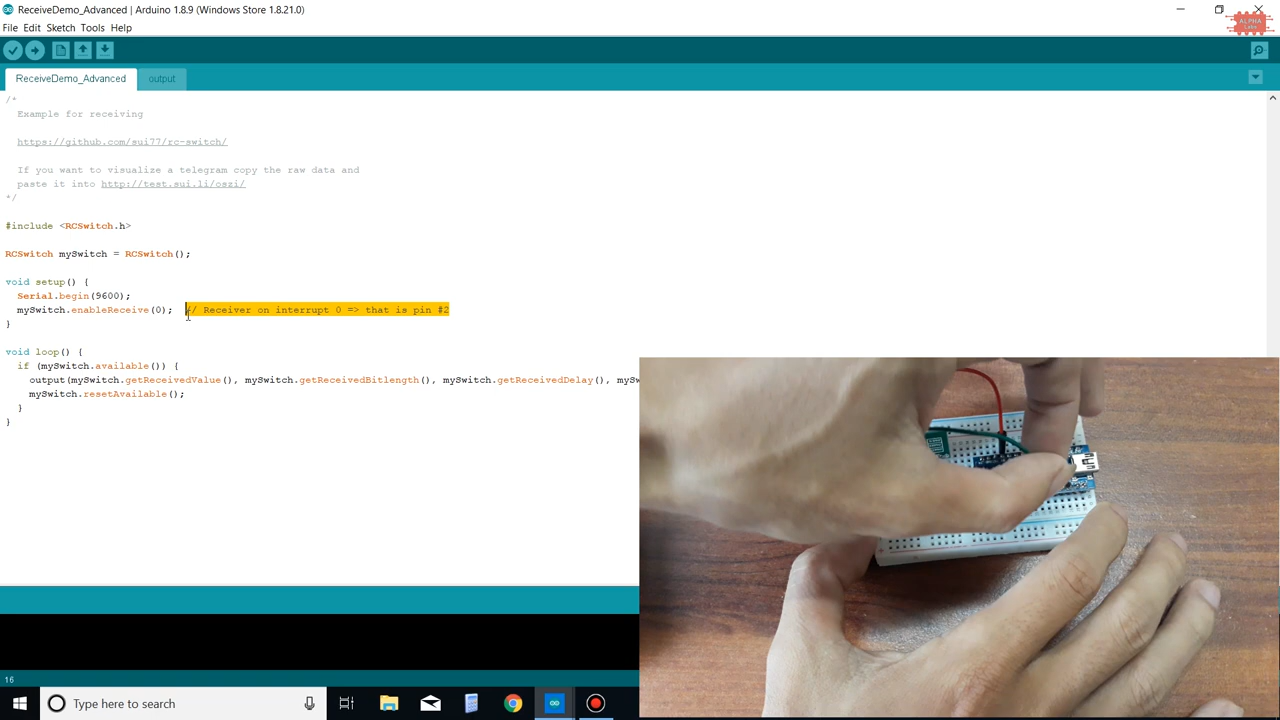 ReceiveDemo_Advanced | Arduino 1.8.9 (Windows Store 1.8.21.0)
File Edit Sketch Tools Help
ALPHA
ReceiveDemo_Advanced output
/*
Example for receiving
https://github.com/sui77/rc-switch/
If you want to visualize a telegram copy the raw data and
paste it into http://test.sui.li/oszi/
*/
#include <RCSwitch.h>
RCSwitch mySwitch = RCSwitch();
void setup() {
Serial.begin(9600);
mySwitch.enableReceive(0); // Receiver on interrupt 0 => that is pin #2
}
void loop() {
if (mySwitch.available()) {
output(mySwitch.getReceivedValue(), mySwitch.getReceivedBitlength(), mySwitch.getReceivedDelay(), mySw
mySwitch.resetAvailable();
}
}
16
Type here to search